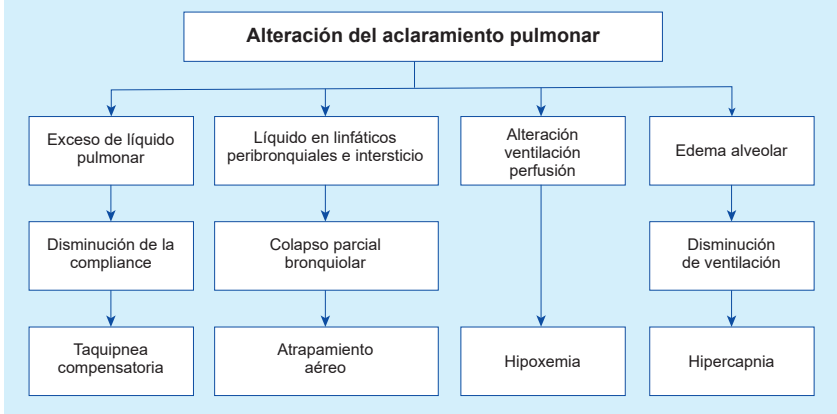 Alteración del aclaramiento pulmonar
Exceso de líquido
pulmonar
Líquido en linfáticos
peribronquiales e intersticio
Alteración
ventilación
perfusión
Edema alveolar
Disminución de la
compliance
Colapso parcial
bronquiolar
Disminución
de ventilación
Taquipnea
compensatoria
Atrapamiento
aéreo
Hipoxemia
Hipercapnia